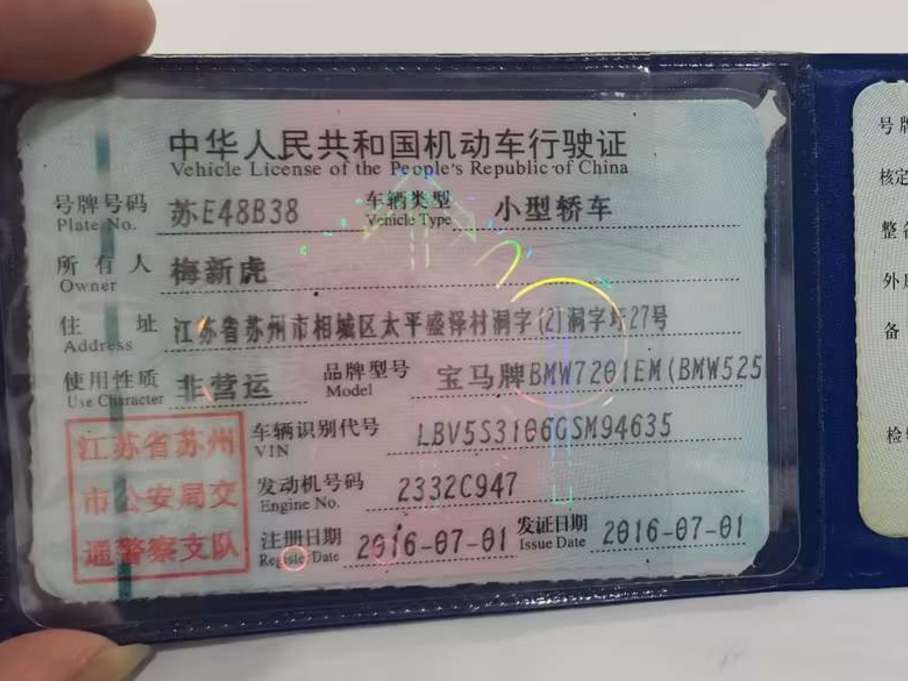 中华人民共和国机动车行驶证
Vehicle License of the People's Republic of China
号牌号码 苏E48B38 车辆类型 小型轿车
Plate No. Vehicle Type
所有人 梅新虎
Owner
住址 江苏省苏州市相城区太平盛泽村洞字(2)洞字圩27号
Address
使用性质 非营运 品牌型号 宝马牌BMW7201EM(BMW525
Use Character Model
江苏省苏州
市公安局交
通警察支队
车辆识别代号 LBV5S3106GSM94635
VIN
发动机号码 2332C947
Engine No.
注册日期 2016-07-01 发证日期 2016-07-01
Register Date Issue Date
号牌
核定
整备
外
备
检